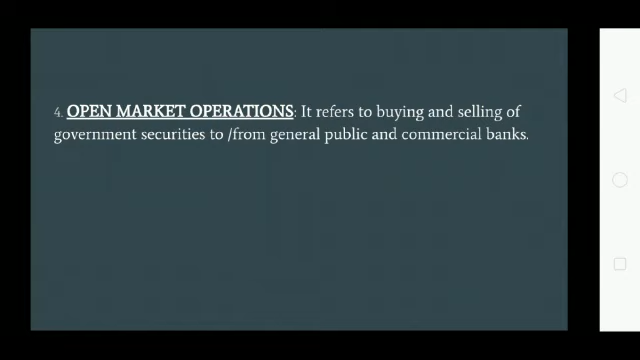 4. OPEN MARKET OPERATIONS: It refers to buying and selling of
government securities to /from general public and commercial banks.